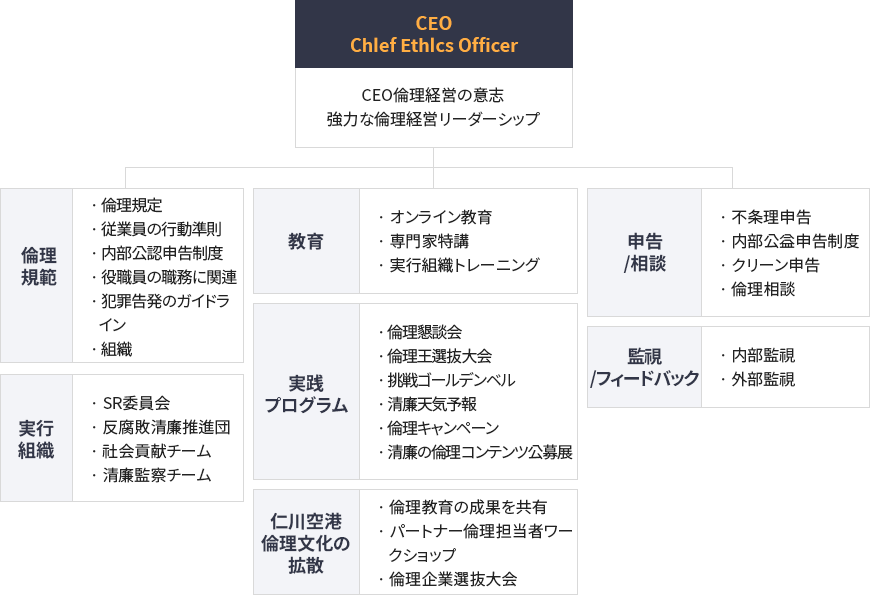 CEO
Chlef Ethlcs Officer
CEO倫理経営の意志
強力な倫理経営リーダーシップ
倫理
規範
· 倫理規定
· 従業員の行動準則
· 内部公認申告制度
· 役職員の職務に関連
· 犯罪告発のガイドラ
イン
· 組織
実行
組織
· SR委員会
· 反腐敗清廉推進団
· 社会貢献チーム
· 清廉監察チーム
教育
· オンライン教育
· 専門家特講
· 実行組織トレーニング
実践
プログラム
· 倫理懇談会
· 倫理王選抜大会
· 挑戦ゴールデンベル
· 清廉天気予報
· 倫理キャンペーン
· 清廉の倫理コンテンツ公募展
仁川空港
倫理文化の
拡散
· 倫理教育の成果を共有
· パートナー倫理担当者ワー
クショップ
· 倫理企業選抜大会
申告
/相談
· 不条理申告
· 内部公益申告制度
· クリーン申告
· 倫理相談
監視
/フィードバック
· 内部監視
· 外部監視